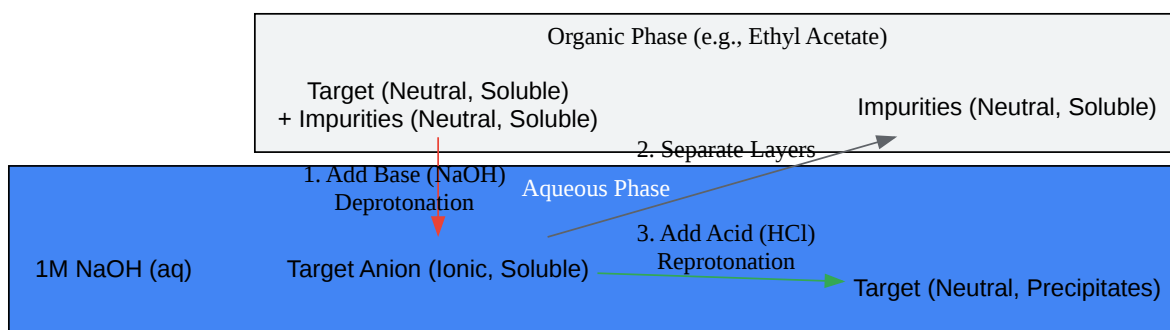 Organic Phase (e.g., Ethyl Acetate)
Target (Neutral, Soluble)
+ Impurities (Neutral, Soluble)
Impurities (Neutral, Soluble)
2. Separate Layers
1. Add Base (NaOH)
Deprotonation
Aqueous Phase
3. Add Acid (HCl)
Reprotonation
1M NaOH (aq)
Target Anion (Ionic, Soluble)
Target (Neutral, Precipitates)